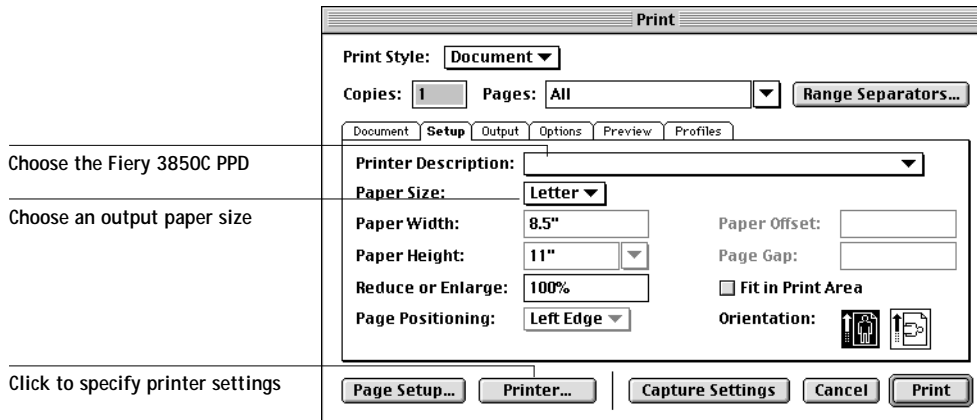 Print
Print Style: Document
Copies: 1 Pages: All Range Separators...
Document Setup Output Options Preview Profiles
Choose the Fiery 3850C PPD
Printer Description:
Paper Size: Letter
Choose an output paper size
Paper Width: 8.5" Paper Offset:
Paper Height: 11" Page Gap:
Reduce or Enlarge: 100% Fit in Print Area
Page Positioning: Left Edge Orientation:
Click to specify printer settings
Page Setup... Printer... Capture Settings Cancel Print